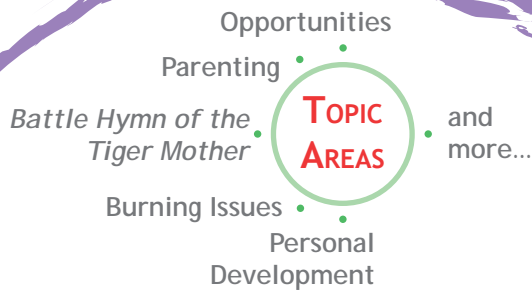 Opportunities
Parenting
Battle Hymn of the
Tiger Mother
TOPIC
AREAS
and
more...
Burning Issues
Personal
Development